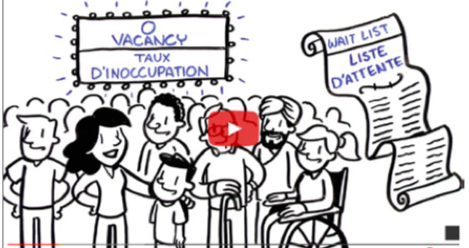 0
VACANCY
TAUX
D'INOCCUPATION
WAIT LIST
LISTE
D'ATTENTE